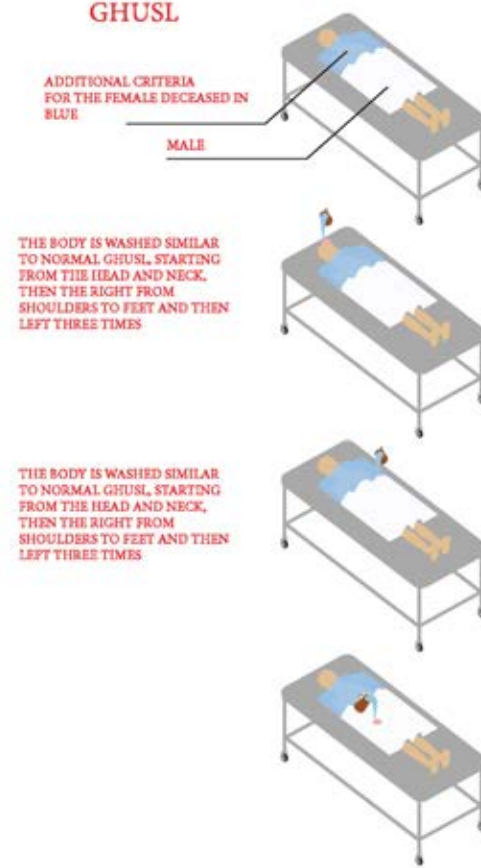 GHUSL
ADDITIONAL CRITERIA
FOR THE FEMALE DECEASED IN
BLUE
MALE
THE BODY IS WASHED SIMILAR
TO NORMAL GHUSL, STARTING
FROM THE HEAD AND NECK,
THEN THE RIGHT FROM
SHOULDERS TO FEET AND THEN
LEFT THREE TIMES
THE BODY IS WASHED SIMILAR
TO NORMAL GHUSL, STARTING
FROM THE HEAD AND NECK,
THEN THE RIGHT FROM
SHOULDERS TO FEET AND THEN
LEFT THREE TIMES